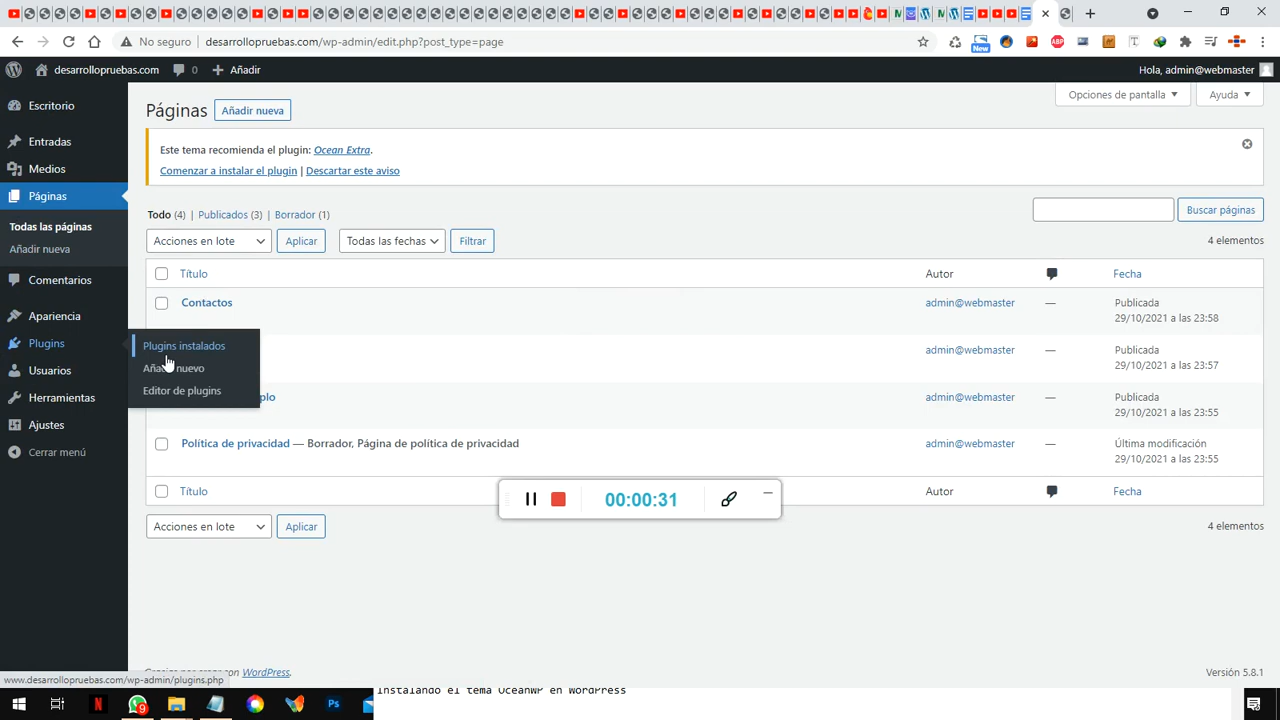 No seguro
desarrollopruebas.com/wp-admin/edit.php?post_type=page
New
ABP
desarrollopruebas.com
0
Añadir
Hola, admin@webmaster
Escritorio
Entradas
Medios
Páginas
Todas las páginas
Añadir nueva
Comentarios
Apariencia
Plugins
Usuarios
Herramientas
Ajustes
Cerrar menú
Plugins instalados
Añadir nuevo
Editor de plugins
Opciones de pantalla
Ayuda
Páginas
Añadir nueva
Este tema recomienda el plugin: Ocean Extra.
Comenzar a instalar el plugin | Descartar este aviso
Todo (4) | Publicados (3) | Borrador (1)
Buscar páginas
Acciones en lote
Aplicar
Todas las fechas
Filtrar
4 elementos
Título
Autor
Fecha
Contactos
admin@webmaster
—
Publicada
29/10/2021 a las 23:58
admin@webmaster
—
Publicada
29/10/2021 a las 23:57
plo
admin@webmaster
—
Publicada
29/10/2021 a las 23:55
Política de privacidad — Borrador, Página de política de privacidad
admin@webmaster
—
Última modificación
29/10/2021 a las 23:55
Título
Autor
Fecha
00:00:31
Acciones en lote
Aplicar
4 elementos
Gracias por crear con WordPress.
Versión 5.8.1
www.desarrollopruebas.com/wp-admin/plugins.php
9
Ps
Instalando el tema OceanWP en WordPress